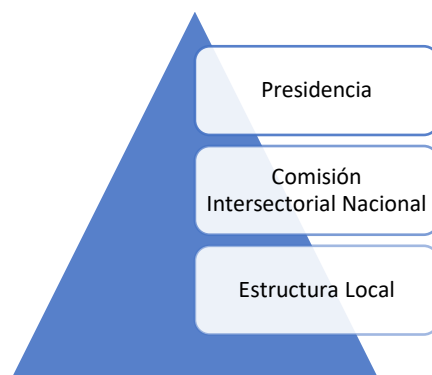 Presidencia
Comisión
Intersectorial Nacional
Estructura Local